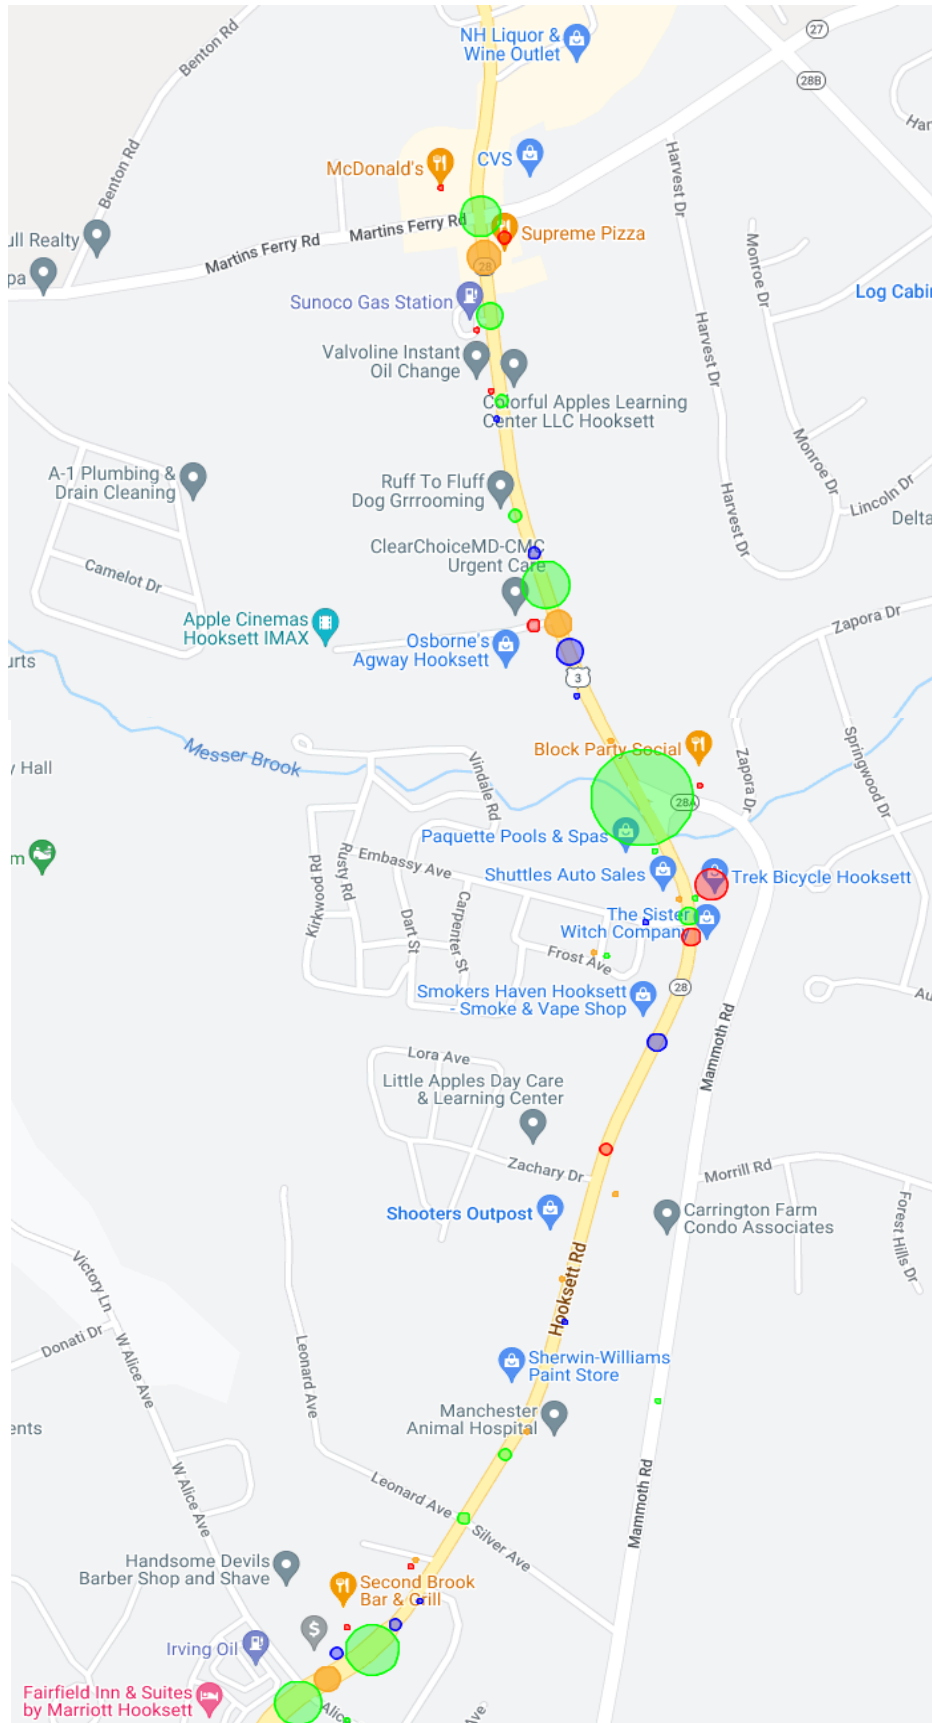 NH Liquor &
Wine Outlet
27
28B
Benton Rd
Benton Rd
McDonald's
CVS
Harvest Dr
Martins Ferry Rd
Martins Ferry Rd
Supreme Pizza
ull Realty
pa
28
Monroe Dr
Log Cabi
Sunoco Gas Station
Harvest Dr
Valvoline Instant
Oil Change
Colorful Apples Learning
Center LLC Hooksett
Monroe Dr
A-1 Plumbing &
Drain Cleaning
Ruff To Fluff
Dog Grrrooming
Harvest Dr
Lincoln Dr
Delta
ClearChoiceMD-CMC
Urgent Care
Camelot Dr
Apple Cinemas
Hooksett IMAX
Zapora Dr
Osborne's
Agway Hooksett
urts
3
Messer Brook
Block Party Social
Vindale Rd
Zapora Dr
Springwood Dr
y Hall
28A
Paquette Pools & Spas
m
Kirkwood Rd
Rusty Rd
Embassy Ave
Shuttles Auto Sales
Trek Bicycle Hooksett
Dart St
Carpenter St
The Sister
Witch Company
Frost Ave
Smokers Haven Hooksett
- Smoke & Vape Shop
28
Au
Mammoth Rd
Lora Ave
Little Apples Day Care
& Learning Center
Zachary Dr
Morrill Rd
Shooters Outpost
Carrington Farm
Condo Associates
Forest Hills Dr
Victory Ln
Hooksett Rd
Donati Dr
W Alice Ave
Leonard Ave
Sherwin-Williams
Paint Store
Manchester
Animal Hospital
ents
W Alice Ave
Leonard Ave
Silver Ave
Mammoth Rd
Handsome Devils
Barber Shop and Shave
Second Brook
Bar & Grill
$
Irving Oil
Fairfield Inn & Suites
by Marriott Hooksett
Alice
Ave